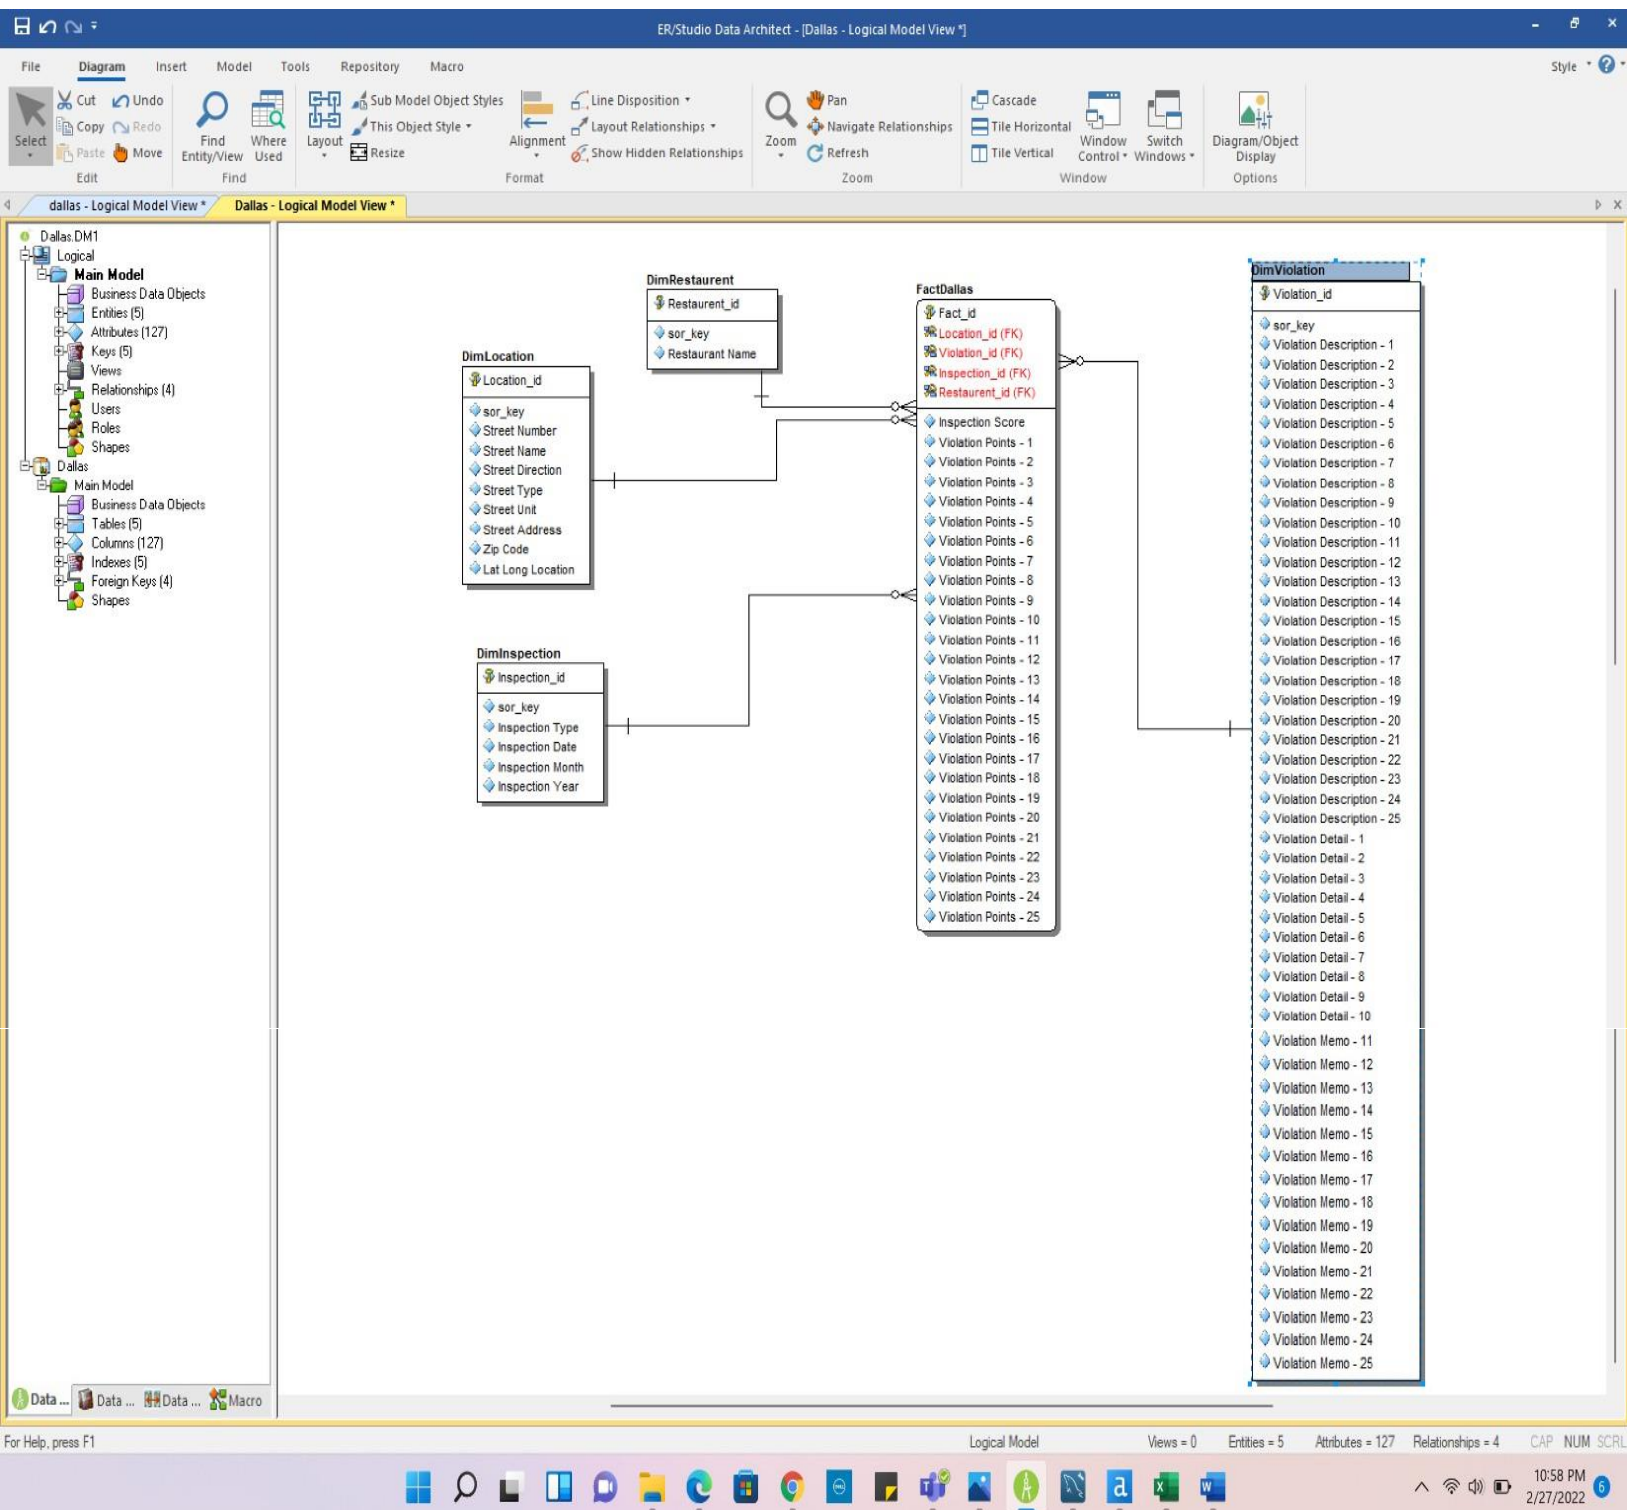 ER/Studio Data Architect - [Dallas - Logical Model View *]
File Diagram Insert Model Tools Repository Macro Style
Select
Cut Undo
Copy Redo
Paste Move
Edit
Find Entity/View
Where Used
Find
Layout
Sub Model Object Styles
This Object Style
Resize
Alignment
Line Disposition
Layout Relationships
Show Hidden Relationships
Format
Zoom
Pan
Navigate Relationships
Refresh
Zoom
Cascade
Tile Horizontal
Tile Vertical
Window Control
Switch Windows
Window
Diagram/Object Display
Options
dallas - Logical Model View * Dallas - Logical Model View *
Dallas.DM1
Logical
Main Model
Business Data Objects
Entities (5)
Attributes (127)
Keys (5)
Views
Relationships (4)
Users
Roles
Shapes
Dallas
Main Model
Business Data Objects
Tables (5)
Columns (127)
Indexes (5)
Foreign Keys (4)
Shapes
Data ... Data ... Data ... Macro
DimRestaurent
Restaurent_id
sor_key
Restaurant Name
DimLocation
Location_id
sor_key
Street Number
Street Name
Street Direction
Street Type
Street Unit
Street Address
Zip Code
Lat Long Location
DimInspection
Inspection_id
sor_key
Inspection Type
Inspection Date
Inspection Month
Inspection Year
FactDallas
Fact_id
Location_id (FK)
Violation_id (FK)
Inspection_id (FK)
Restaurent_id (FK)
Inspection Score
Violation Points - 1
Violation Points - 2
Violation Points - 3
Violation Points - 4
Violation Points - 5
Violation Points - 6
Violation Points - 7
Violation Points - 8
Violation Points - 9
Violation Points - 10
Violation Points - 11
Violation Points - 12
Violation Points - 13
Violation Points - 14
Violation Points - 15
Violation Points - 16
Violation Points - 17
Violation Points - 18
Violation Points - 19
Violation Points - 20
Violation Points - 21
Violation Points - 22
Violation Points - 23
Violation Points - 24
Violation Points - 25
DimViolation
Violation_id
sor_key
Violation Description - 1
Violation Description - 2
Violation Description - 3
Violation Description - 4
Violation Description - 5
Violation Description - 6
Violation Description - 7
Violation Description - 8
Violation Description - 9
Violation Description - 10
Violation Description - 11
Violation Description - 12
Violation Description - 13
Violation Description - 14
Violation Description - 15
Violation Description - 16
Violation Description - 17
Violation Description - 18
Violation Description - 19
Violation Description - 20
Violation Description - 21
Violation Description - 22
Violation Description - 23
Violation Description - 24
Violation Description - 25
Violation Detail - 1
Violation Detail - 2
Violation Detail - 3
Violation Detail - 4
Violation Detail - 5
Violation Detail - 6
Violation Detail - 7
Violation Detail - 8
Violation Detail - 9
Violation Detail - 10
Violation Memo - 11
Violation Memo - 12
Violation Memo - 13
Violation Memo - 14
Violation Memo - 15
Violation Memo - 16
Violation Memo - 17
Violation Memo - 18
Violation Memo - 19
Violation Memo - 20
Violation Memo - 21
Violation Memo - 22
Violation Memo - 23
Violation Memo - 24
Violation Memo - 25
For Help, press F1 Logical Model Views = 0 Entities = 5 Attributes = 127 Relationships = 4 CAP NUM SCRL
10:58 PM
2/27/2022
6